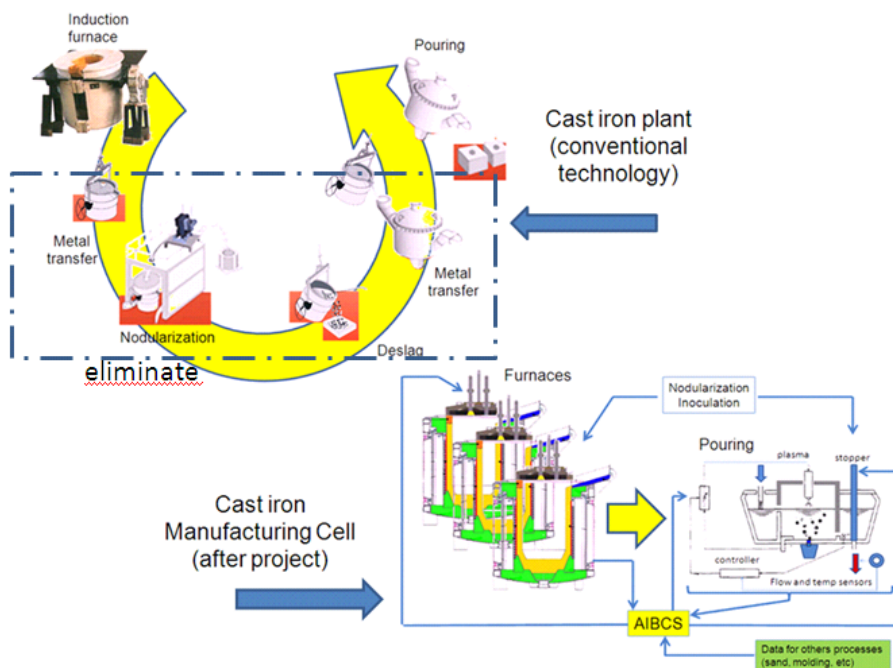 Induction
furnace
Pouring
Cast iron plant
(conventional
technology)
Metal
transfer
Metal
transfer
Nodularization
Deslag
eliminate
Furnaces
Nodularization
Inoculation
Pouring
plasma
stopper
Cast iron
Manufacturing Cell
(after project)
controller
Flow and temp sensors
AIBCS
Data for others processes
(sand, molding, etc)